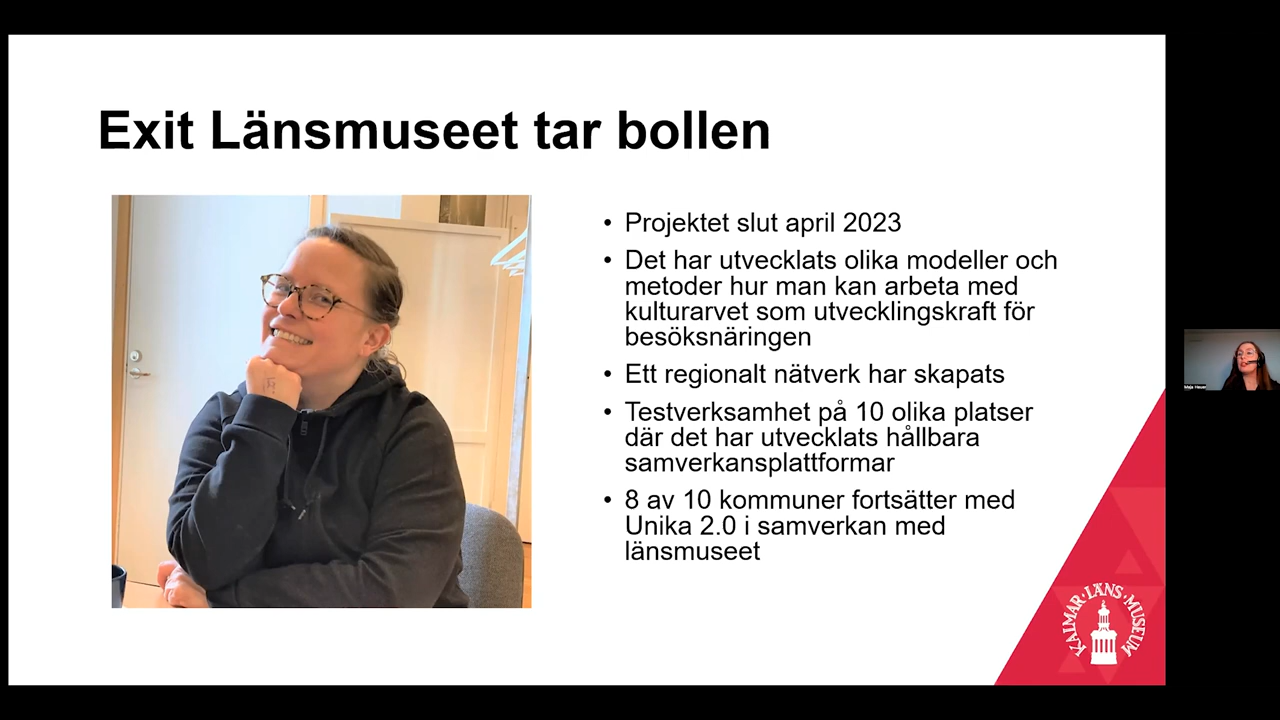 Exit Länsmuseet tar bollen
• Projektet slut april 2023
• Det har utvecklats olika modeller och
metoder hur man kan arbeta med
kulturarvet som utvecklingskraft för
besöksnäringen
• Ett regionalt nätverk har skapats
• Testverksamhet på 10 olika platser
där det har utvecklats hållbara
samverkansplattformar
• 8 av 10 kommuner fortsätter med
Unika 2.0 i samverkan med
länsmuseet
KALMAR · LÄNS · MUSEUM
Maja Heuer